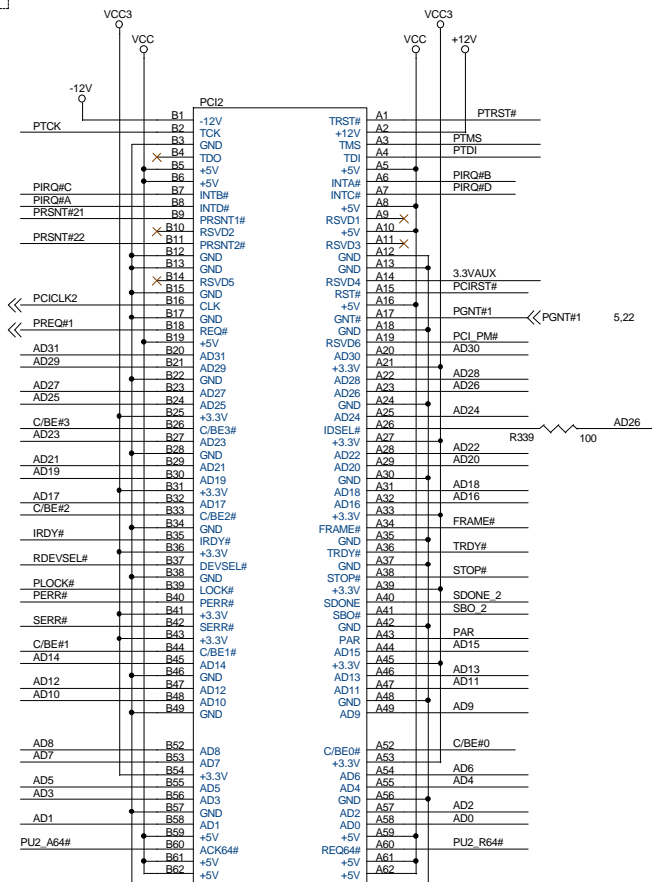 VCC3 VCC3
VCC VCC +12V
-12V
PCI2
B1 -12V TRST# A1 PTRST#
PTCK B2 TCK +12V A2
B3 GND TMS A3 PTMS
B4 TDO TDI A4 PTDI
B5 +5V +5V A5
B6 +5V INTA# A6 PIRQ#B
PIRQ#C B7 INTB# INTC# A7 PIRQ#D
PIRQ#A B8 INTD# +5V A8
PRSNT#21 B9 PRSNT1# RSVD1 A9
B10 RSVD2 +5V A10
PRSNT#22 B11 PRSNT2# RSVD3 A11
B12 GND GND A12
B13 GND GND A13
B14 RSVD5 RSVD4 A14 3.3VAUX
B15 GND RST# A15 PCIRST#
PCICLK2 B16 CLK +5V A16
B17 GND GNT# A17 PGNT#1 PGNT#1 5,22
PREQ#1 B18 REQ# GND A18
B19 +5V RSVD6 A19 PCI_PM#
AD31 B20 AD31 AD30 A20 AD30
AD29 B21 AD29 +3.3V A21
B22 GND AD28 A22 AD28
AD27 B23 AD27 AD26 A23 AD26
AD25 B24 AD25 GND A24
B25 +3.3V AD24 A25 AD24
C/BE#3 B26 C/BE3# IDSEL# A26 R339 100 AD26
AD23 B27 AD23 +3.3V A27
B28 GND AD22 A28 AD22
AD21 B29 AD21 AD20 A29 AD20
AD19 B30 AD19 GND A30
B31 +3.3V AD18 A31 AD18
AD17 B32 AD17 AD16 A32 AD16
C/BE#2 B33 C/BE2# +3.3V A33
B34 GND FRAME# A34 FRAME#
IRDY# B35 IRDY# GND A35
B36 +3.3V TRDY# A36 TRDY#
RDEVSEL# B37 DEVSEL# GND A37
B38 GND STOP# A38 STOP#
PLOCK# B39 LOCK# +3.3V A39
PERR# B40 PERR# SDONE A40 SDONE_2
B41 +3.3V SBO# A41 SBO_2
SERR# B42 SERR# GND A42
B43 +3.3V PAR A43 PAR
C/BE#1 B44 C/BE1# AD15 A44 AD15
AD14 B45 AD14 +3.3V A45
B46 GND AD13 A46 AD13
AD12 B47 AD12 AD11 A47 AD11
AD10 B48 AD10 GND A48
B49 GND AD9 A49 AD9
AD8 B52 AD8 C/BE0# A52 C/BE#0
AD7 B53 AD7 +3.3V A53
B54 +3.3V AD6 A54 AD6
AD5 B55 AD5 AD4 A55 AD4
AD3 B56 AD3 GND A56
B57 GND AD2 A57 AD2
AD1 B58 AD1 AD0 A58 AD0
B59 +5V +5V A59
PU2_A64# B60 ACK64# REQ64# A60 PU2_R64#
B61 +5V +5V A61
B62 +5V +5V A62